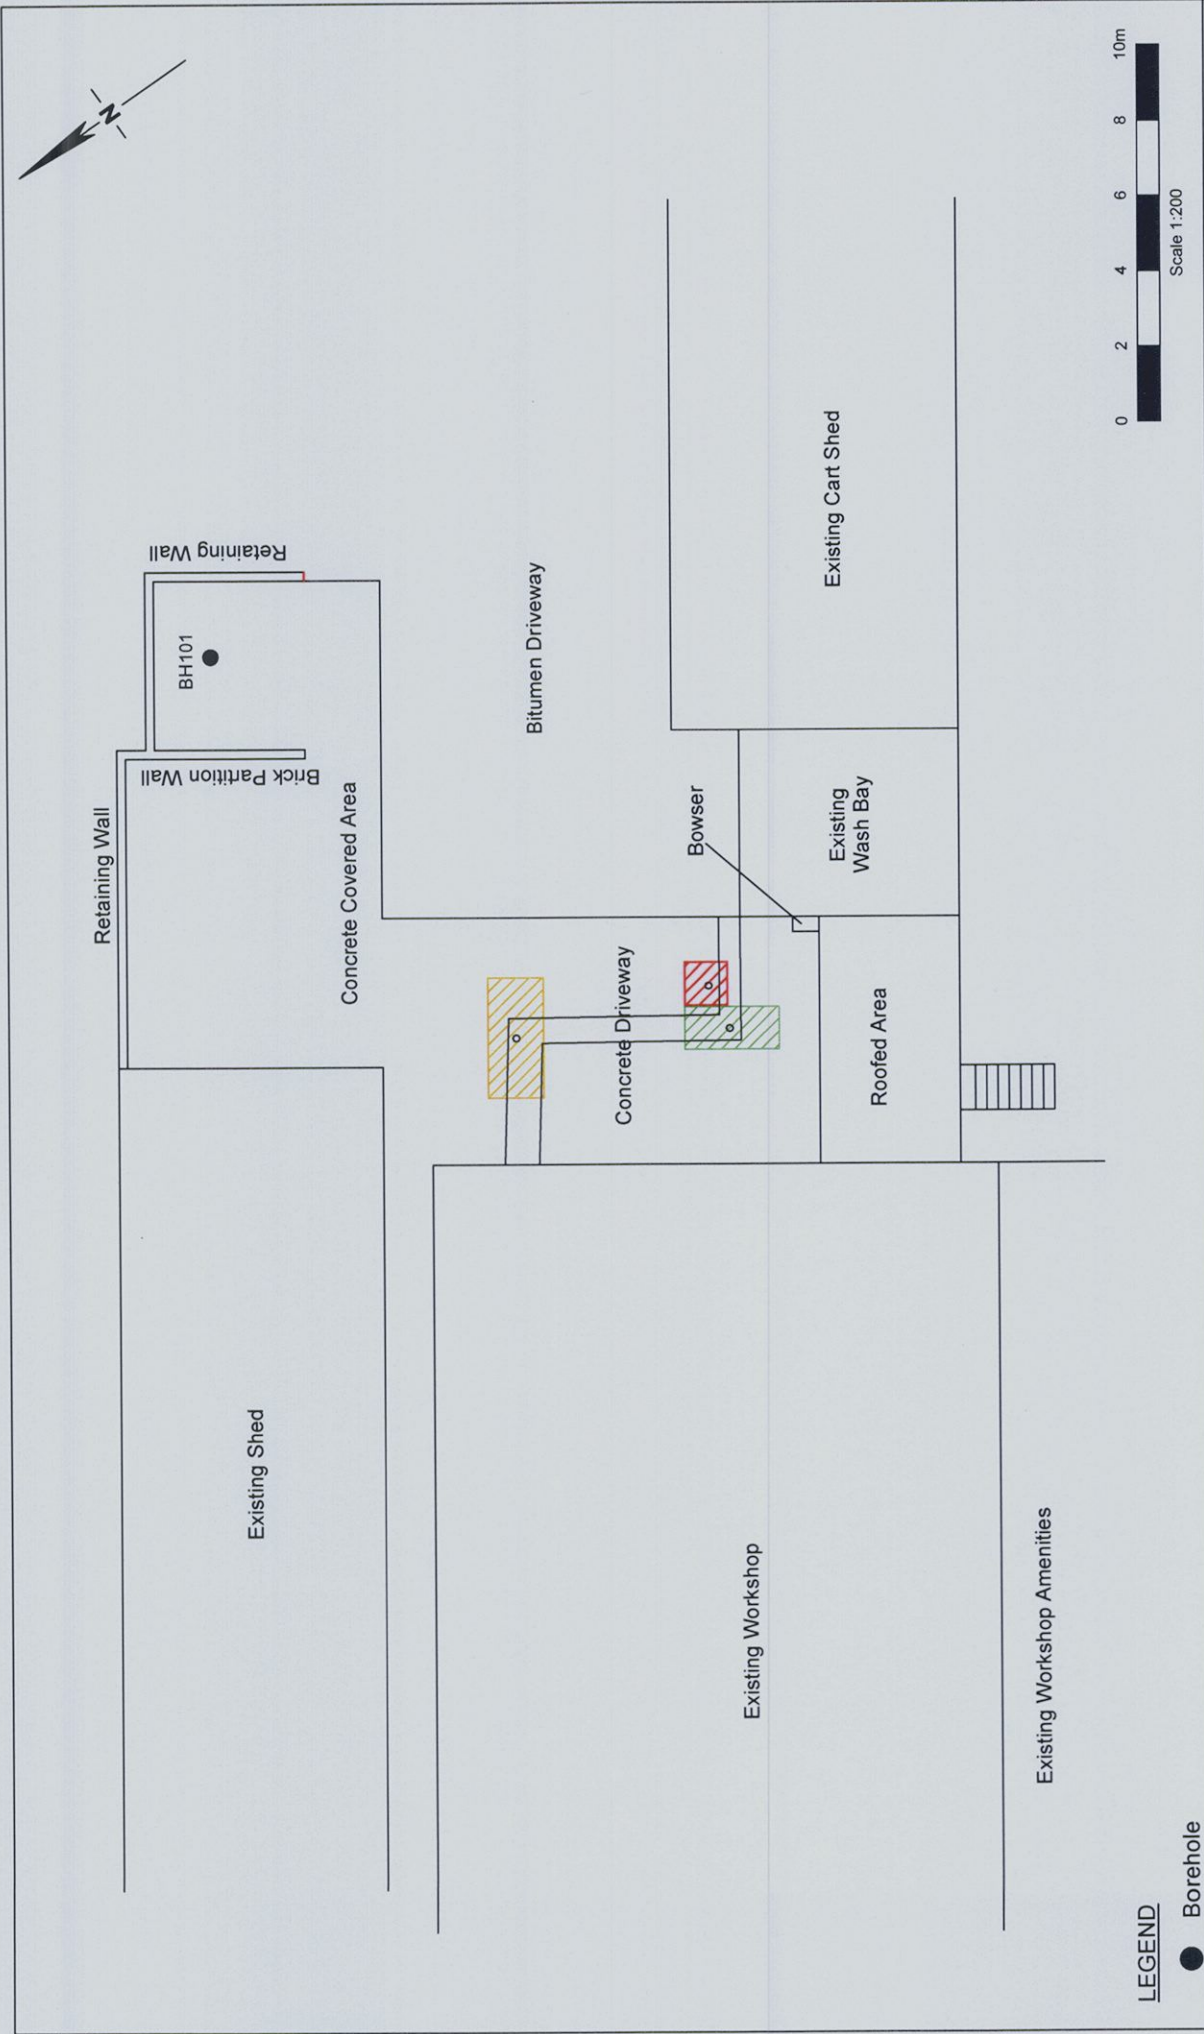 Retaining Wall
Retaining Wall
BH101
Brick Partition Wall
Concrete Covered Area
Existing Shed
Bitumen Driveway
Concrete Driveway
Bowser
Existing
Wash Bay
Existing Cart Shed
Roofed Area
Existing Workshop
Existing Workshop Amenities
N
0 2 4 6 8 10m
Scale 1:200
LEGEND
Borehole